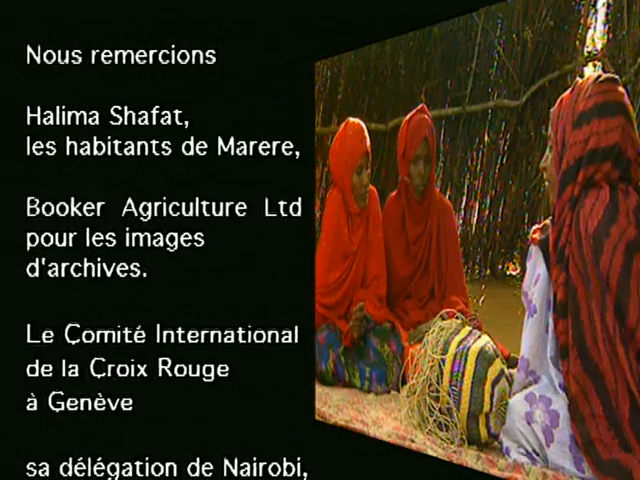 Nous remercions
Halima Shafat,
les habitants de Marere,
Booker Agriculture Ltd
pour les images
d'archives.
Le Comité International
de la Croix Rouge
à Genève
sa délégation de Nairobi,